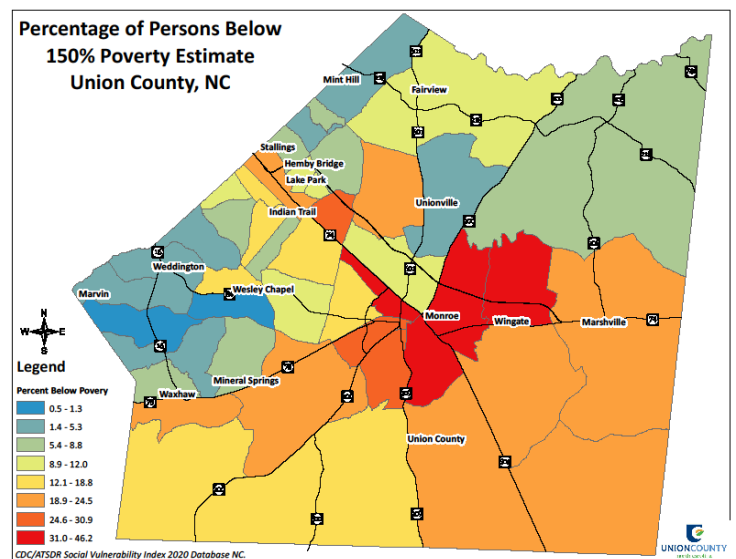 Percentage of Persons Below
150% Poverty Estimate
Union County, NC
Mint Hill
Fairview
Stallings
Hemby Bridge
Lake Park
Indian Trail
Unionville
74
Weddington
Marvin
Wesley Chapel
Monroe
Wingate
Marshville
74
N
W E
S
Mineral Springs
Waxhaw
75
Union County
Legend
Percent Below Poverty
0.5 - 1.3
1.4 - 5.3
5.4 - 8.8
8.9 - 12.0
12.1 - 18.8
18.9 - 24.5
24.6 - 30.9
31.0 - 46.2
CDC/ATSDR Social Vulnerability Index 2020 Database NC.
UNIONCOUNTY